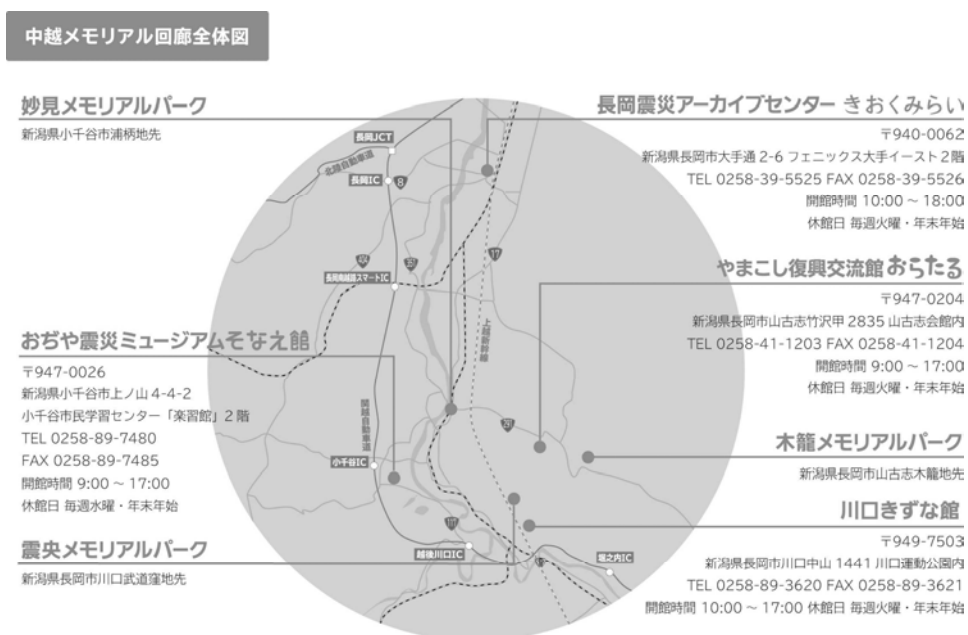 中越メモリアル回廊全体図
妙見メモリアルパーク
新潟県小千谷市浦柄地先
おぢや震災ミュージアムそなえ館
〒947-0026
新潟県小千谷市上ノ山 4-4-2
小千谷市民学習センター「楽習館」2 階
TEL 0258-89-7480
FAX 0258-89-7485
開館時間 9:00 ~ 17:00
休館日 毎週水曜・年末年始
震央メモリアルパーク
新潟県長岡市川口武道窪地先
長岡JCT
北陸自動車道
長岡IC
8
404
351
長岡南越路スマートIC
17
上越新幹線
関越自動車道
291
小千谷IC
117
越後川口IC
堀之内IC
長岡震災アーカイブセンター きおくみらい
〒940-0062
新潟県長岡市大手通 2-6 フェニックス大手イースト 2 階
TEL 0258-39-5525 FAX 0258-39-5526
開館時間 10:00 ~ 18:00
休館日 毎週火曜・年末年始
やまこし復興交流館おらたる
〒947-0204
新潟県長岡市山古志竹沢甲 2835 山古志会館内
TEL 0258-41-1203 FAX 0258-41-1204
開館時間 9:00 ~ 17:00
休館日 毎週火曜・年末年始
木籠メモリアルパーク
新潟県長岡市山古志木籠地先
川口きずな館
〒949-7503
新潟県長岡市川口中山 1441 川口運動公園内
TEL 0258-89-3620 FAX 0258-89-3621
開館時間 10:00 ~ 17:00 休館日 毎週火曜・年末年始